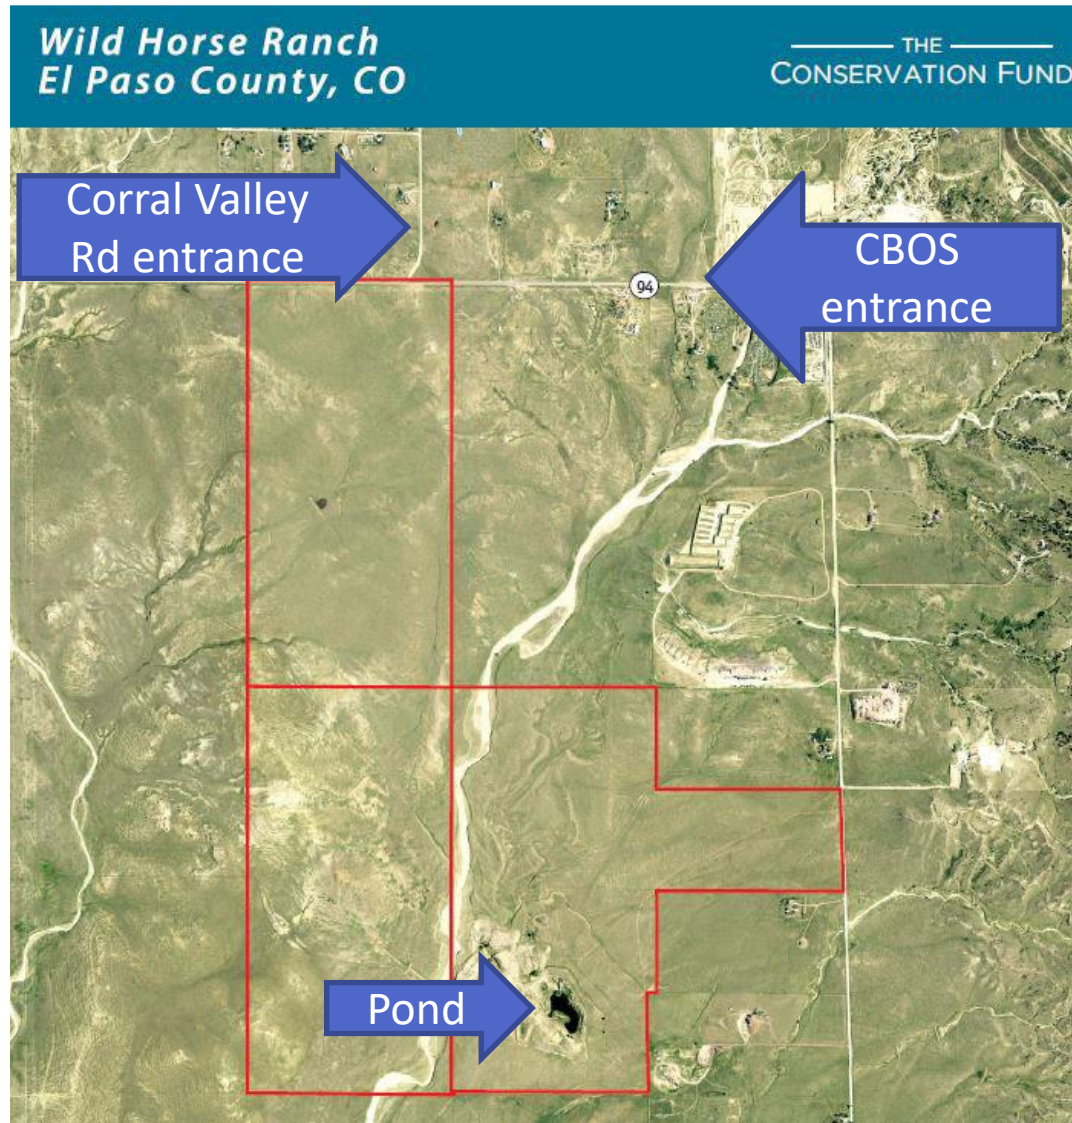 Wild Horse Ranch
El Paso County, CO
THE
CONSERVATION FUND
Corral Valley
Rd entrance
CBOS
entrance
94
Pond